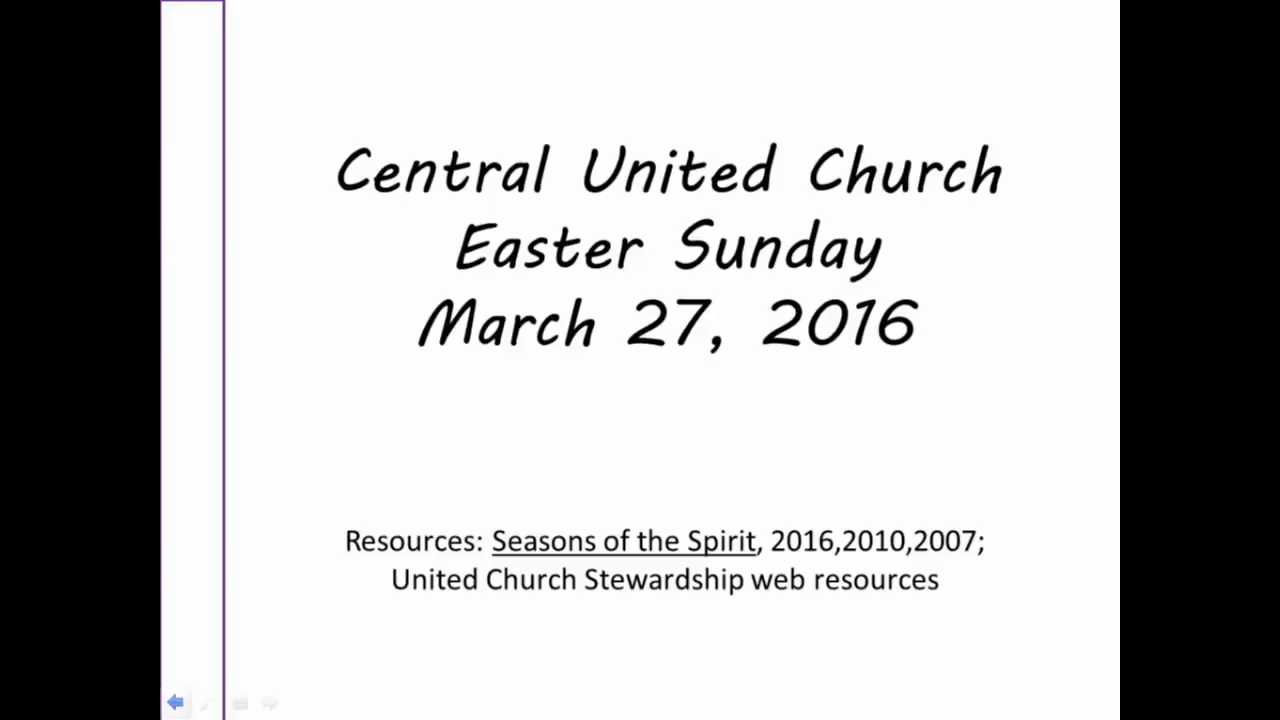 Central United Church
Easter Sunday
March 27, 2016
Resources: Seasons of the Spirit, 2016,2010,2007;
United Church Stewardship web resources